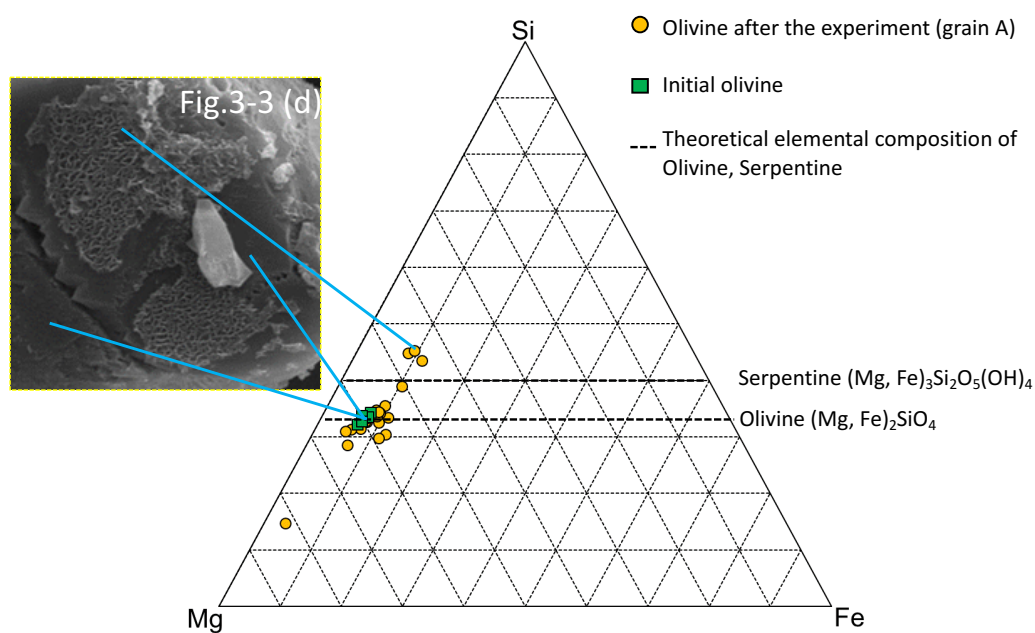 Si
Olivine after the experiment (grain A)
Fig.3-3 (d)
Initial olivine
Theoretical elemental composition of
Olivine, Serpentine
Serpentine (Mg, Fe)₃Si₂O₅(OH)₄
Olivine (Mg, Fe)₂SiO₄
Mg
Fe